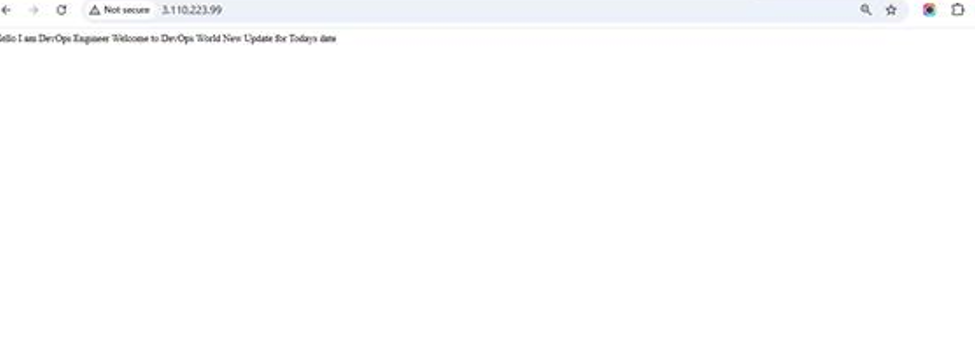 Not secure 3.110.223.99
ello I am DevOps Engineer Welcome to DevOps World New Update for Todays date